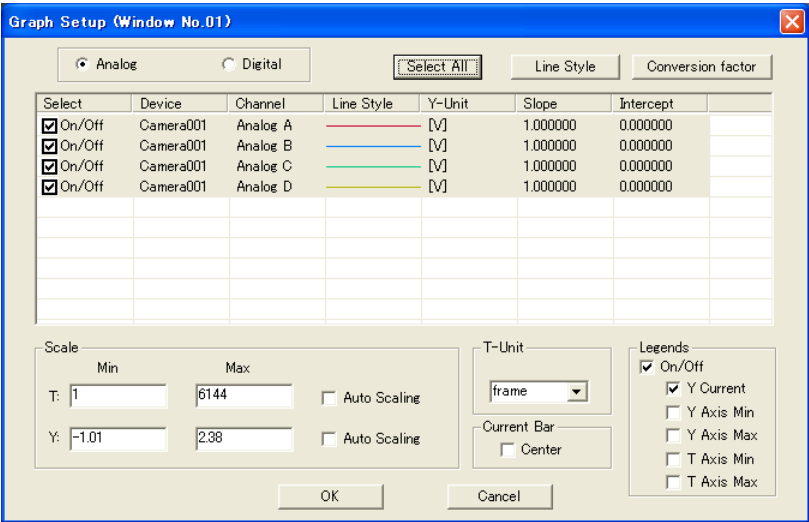 Graph Setup (Window No.01)
Analog Digital Select All Line Style Conversion factor
Select Device Channel Line Style Y-Unit Slope Intercept
On/Off Camera001 Analog A [V] 1.000000 0.000000
On/Off Camera001 Analog B [V] 1.000000 0.000000
On/Off Camera001 Analog C [V] 1.000000 0.000000
On/Off Camera001 Analog D [V] 1.000000 0.000000
Scale
Min Max
T: 1 6144 Auto Scaling
Y: -1.01 2.38 Auto Scaling
T-Unit
frame
Current Bar
Center
Legends
On/Off
Y Current
Y Axis Min
Y Axis Max
T Axis Min
T Axis Max
OK Cancel